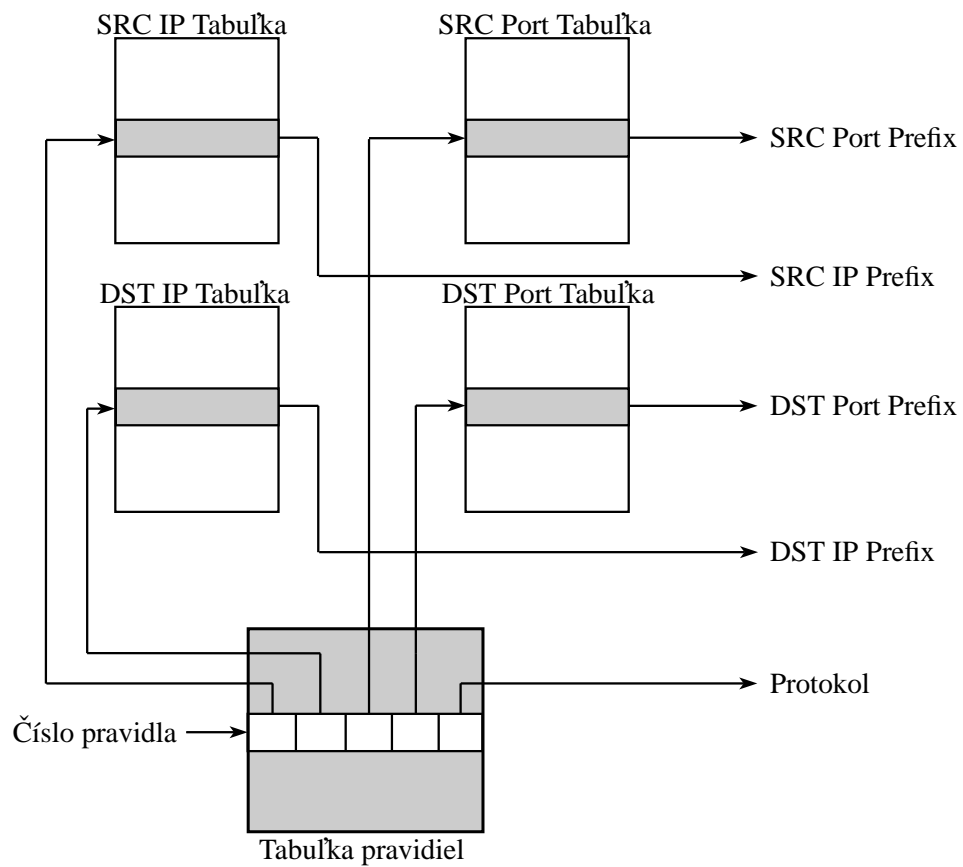 SRC IP Tabuľka
SRC Port Tabuľka
SRC Port Prefix
SRC IP Prefix
DST IP Tabuľka
DST Port Tabuľka
DST Port Prefix
DST IP Prefix
Protokol
Číslo pravidla
Tabuľka pravidiel